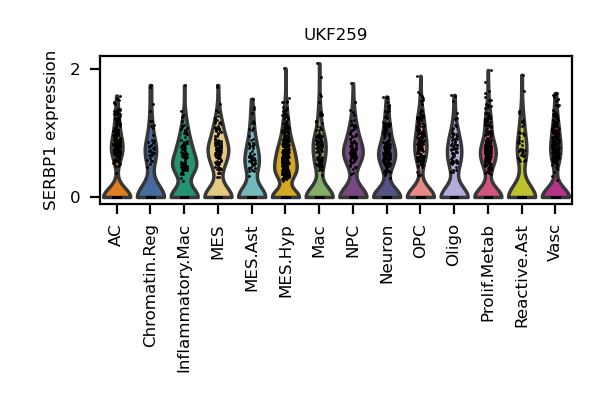 UKF259
SERBP1 expression
2
0
AC
Chromatin.Reg
Inflammatory.Mac
MES
MES.Ast
MES.Hyp
Mac
NPC
Neuron
OPC
Oligo
Prolif.Metab
Reactive.Ast
Vasc